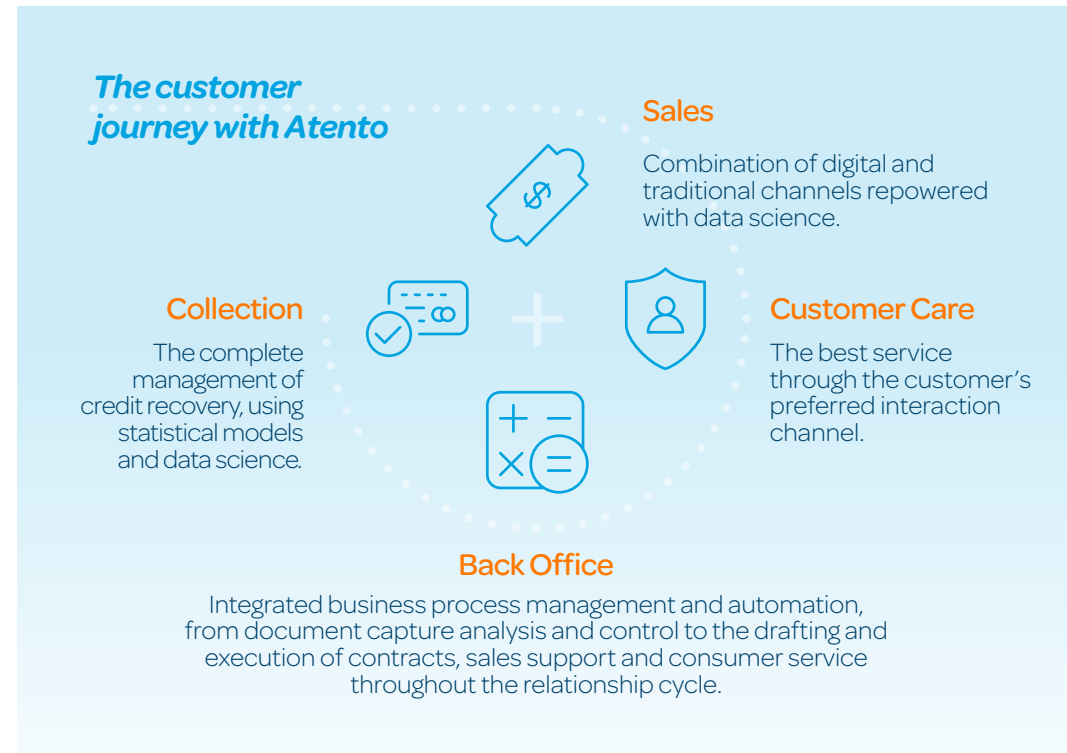 The customer
journey with Atento
Sales
Combination of digital and
traditional channels repowered
with data science.
Customer Care
The best service
through the customer's
preferred interaction
channel.
Collection
The complete
management of
credit recovery, using
statistical models
and data science.
Back Office
Integrated business process management and automation,
from document capture analysis and control to the drafting and
execution of contracts, sales support and consumer service
throughout the relationship cycle.